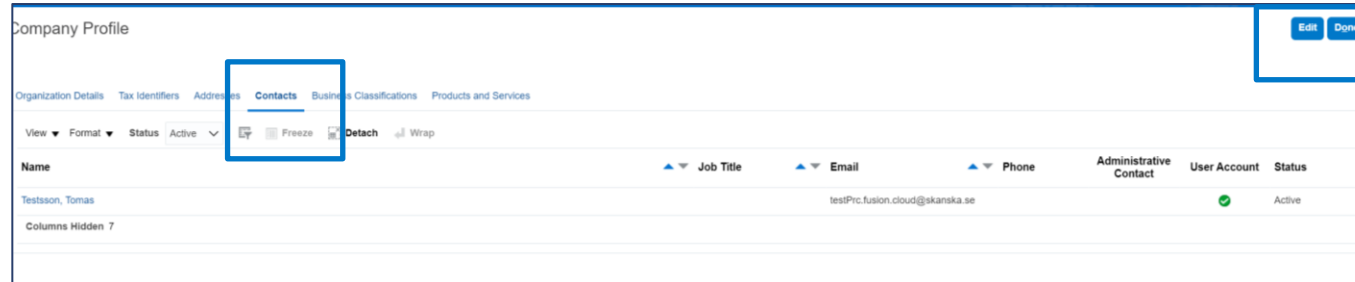 Company Profile
Edit Done
Organization Details Tax Identifiers Addresses Contacts Business Classifications Products and Services
View Format Status Active Freeze Detach Wrap
Name Job Title Email Phone Administrative Contact User Account Status
Testsson, Tomas testPrc.fusion.cloud@skanska.se Active
Columns Hidden 7